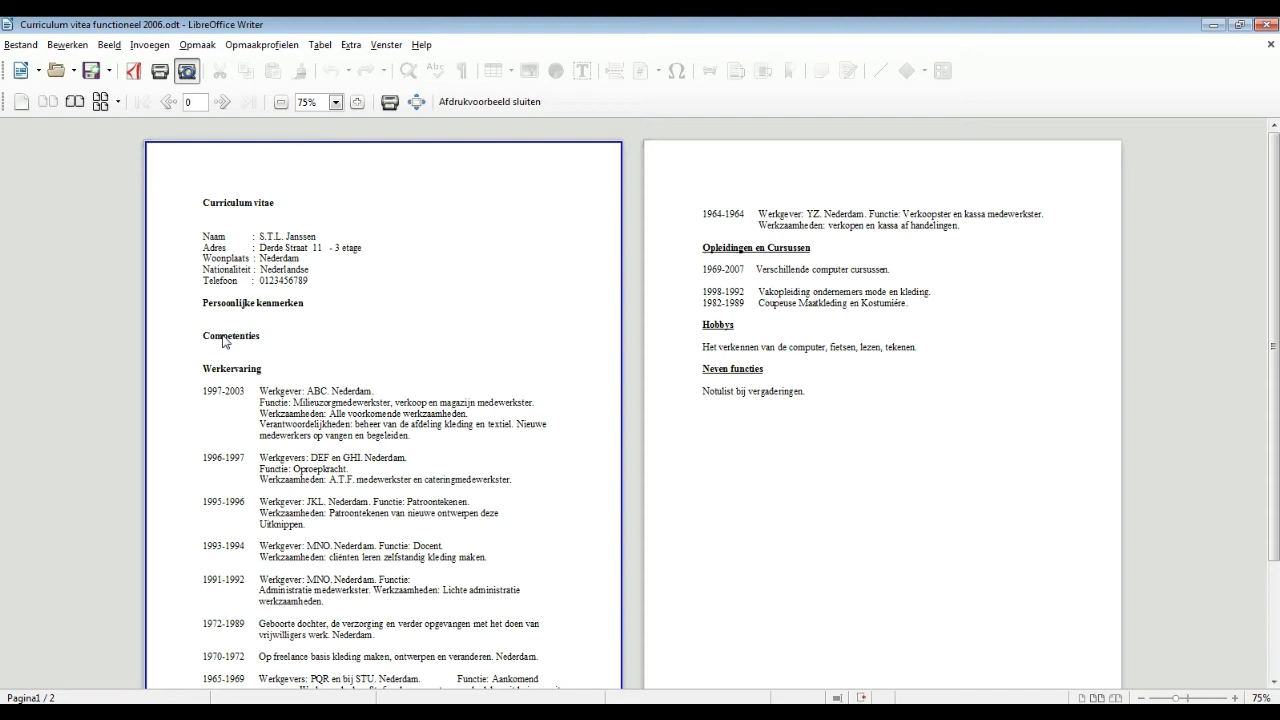 Curriculum vitea functioneel 2006.odt - LibreOffice Writer
Bestand Bewerken Beeld Invoegen Opmaak Opmaakprofielen Tabel Extra Venster Help
0 75% Afdrukvoorbeeld sluiten
Curriculum vitae
Naam : S.T.L. Janssen
Adres : Derde Straat 11 - 3 etage
Woonplaats : Nederdam
Nationaliteit : Nederlandse
Telefoon : 0123456789
Persoonlijke kenmerken
Competenties
Werkervaring
1997-2003 Werkgever: ABC. Nederdam.
Functie: Milieuzorgmedewerkster, verkoop en magazijn medewerkster.
Werkzaamheden: Alle voorkomende werkzaamheden.
Verantwoordelijkheden: beheer van de afdeling kleding en textiel. Nieuwe
medewerkers op vangen en begeleiden.
1996-1997 Werkgevers: DEF en GHI. Nederdam.
Functie: Oproepkracht.
Werkzaamheden: A.T.F. medewerkster en cateringmedewerkster.
1995-1996 Werkgever: JKL. Nederdam. Functie: Patroontekenen.
Werkzaamheden: Patroontekenen van nieuwe ontwerpen deze
Uitknippen.
1993-1994 Werkgever: MNO. Nederdam. Functie: Docent.
Werkzaamheden: cliënten leren zelfstandig kleding maken.
1991-1992 Werkgever: MNO. Nederdam. Functie:
Administratie medewerkster. Werkzaamheden: Lichte administratie
werkzaamheden.
1972-1989 Geboorte dochter, de verzorging en verder opgevangen met het doen van
vrijwilligers werk. Nederdam.
1970-1972 Op freelance basis kleding maken, ontwerpen en veranderen. Nederdam.
1965-1969 Werkgevers: PQR en bij STU. Nederdam. Functie: Aankomend
1964-1964 Werkgever: YZ. Nederdam. Functie: Verkoopster en kassa medewerkster.
Werkzaamheden: verkopen en kassa af handelingen.
Opleidingen en Cursussen
1969-2007 Verschillende computer cursussen.
1998-1992 Vakopleiding ondernemers mode en kleding.
1982-1989 Coupeuse Maatkleding en Kostumiére.
Hobbys
Het verkennen van de computer, fietsen, lezen, tekenen.
Neven functies
Notulist bij vergaderingen.
Pagina1 / 2 75%